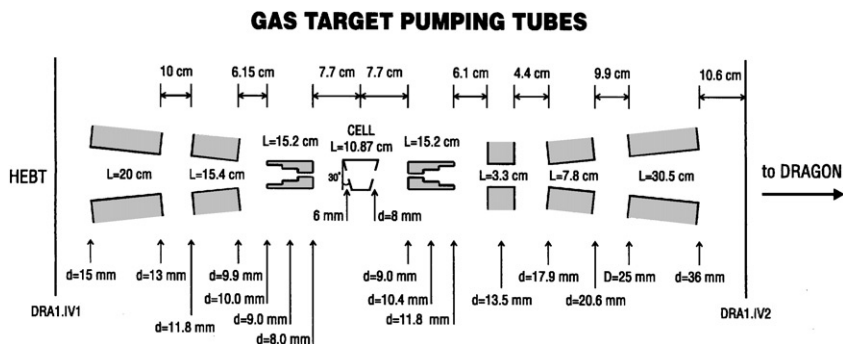 GAS TARGET PUMPING TUBES
10 cm
6.15 cm
7.7 cm
7.7 cm
6.1 cm
4.4 cm
9.9 cm
10.6 cm
CELL
L=15.2 cm
L=10.87 cm
L=15.2 cm
HEBT
L=20 cm
L=15.4 cm
30°
L=3.3 cm
L=7.8 cm
L=30.5 cm
to DRAGON
6 mm
d=8 mm
d=15 mm
d=13 mm
d=9.9 mm
d=9.0 mm
d=17.9 mm
D=25 mm
d=36 mm
d=10.0 mm
d=10.4 mm
d=13.5 mm
d=20.6 mm
DRA1.IV1
d=11.8 mm
d=9.0 mm
d=11.8 mm
DRA1.IV2
d=8.0 mm